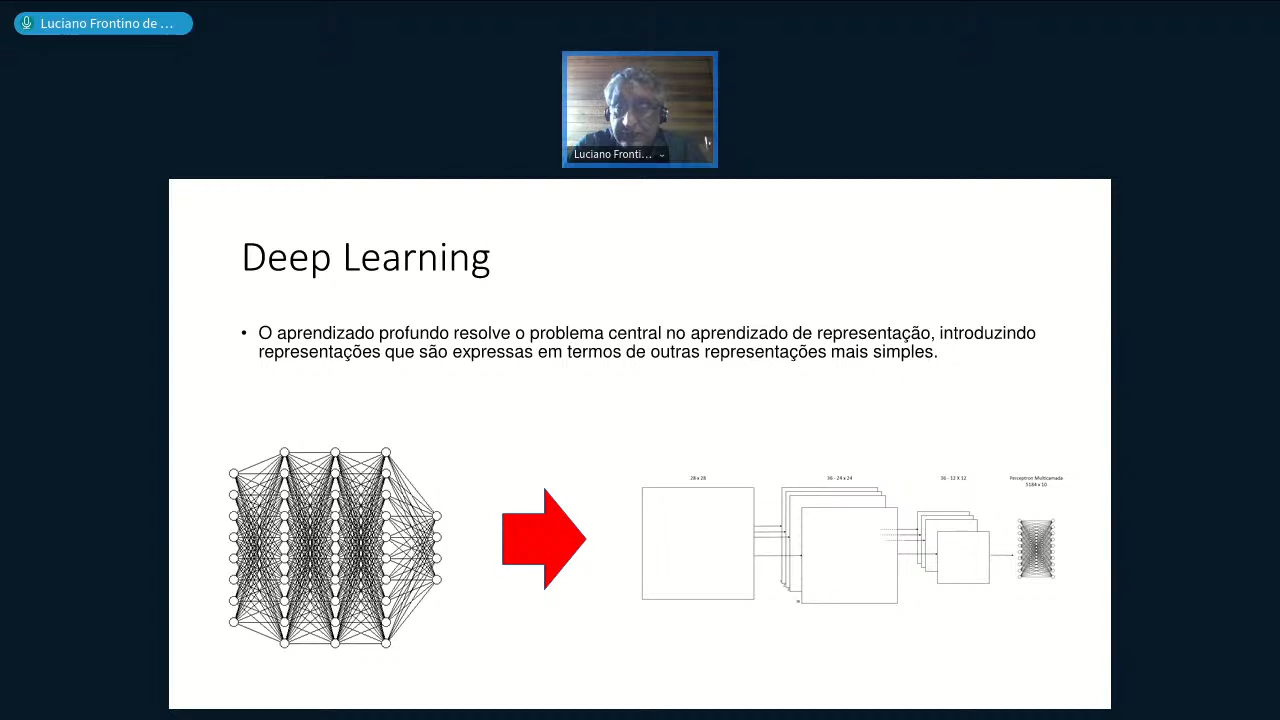 Luciano Frontino de ...
Luciano Fronti...
Deep Learning
• O aprendizado profundo resolve o problema central no aprendizado de representação, introduzindo
representações que são expressas em termos de outras representações mais simples.
28 x 28
36 - 24 x 24
36 - 12 X 12
Perceptron Multicamada
5184 x 10